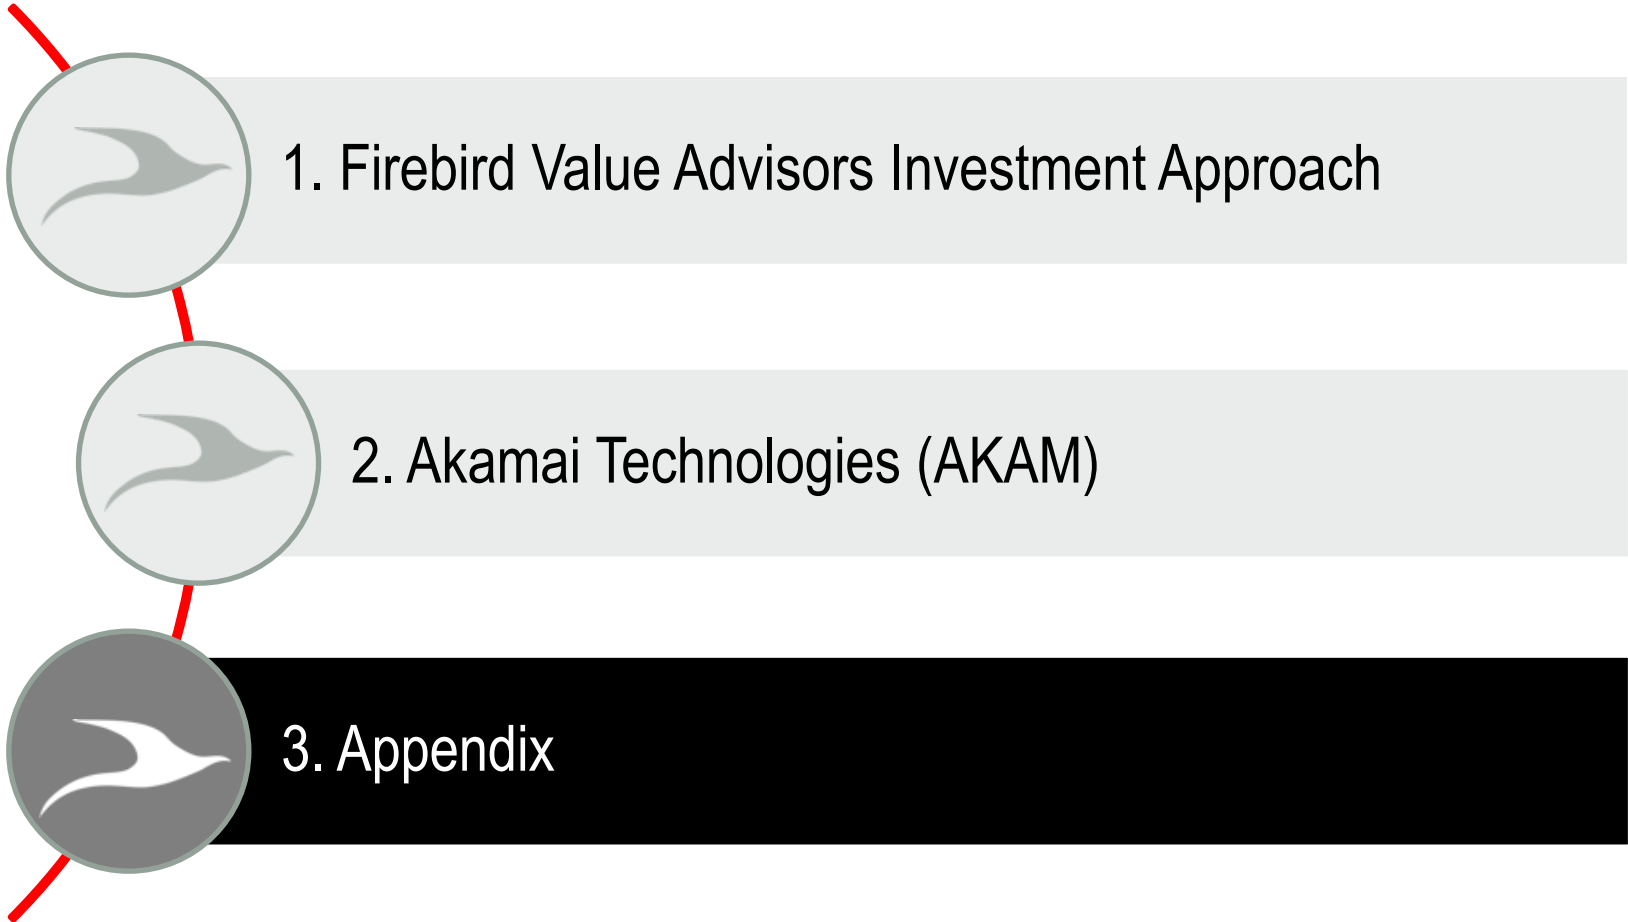 1. Firebird Value Advisors Investment Approach
2. Akamai Technologies (AKAM)
3. Appendix